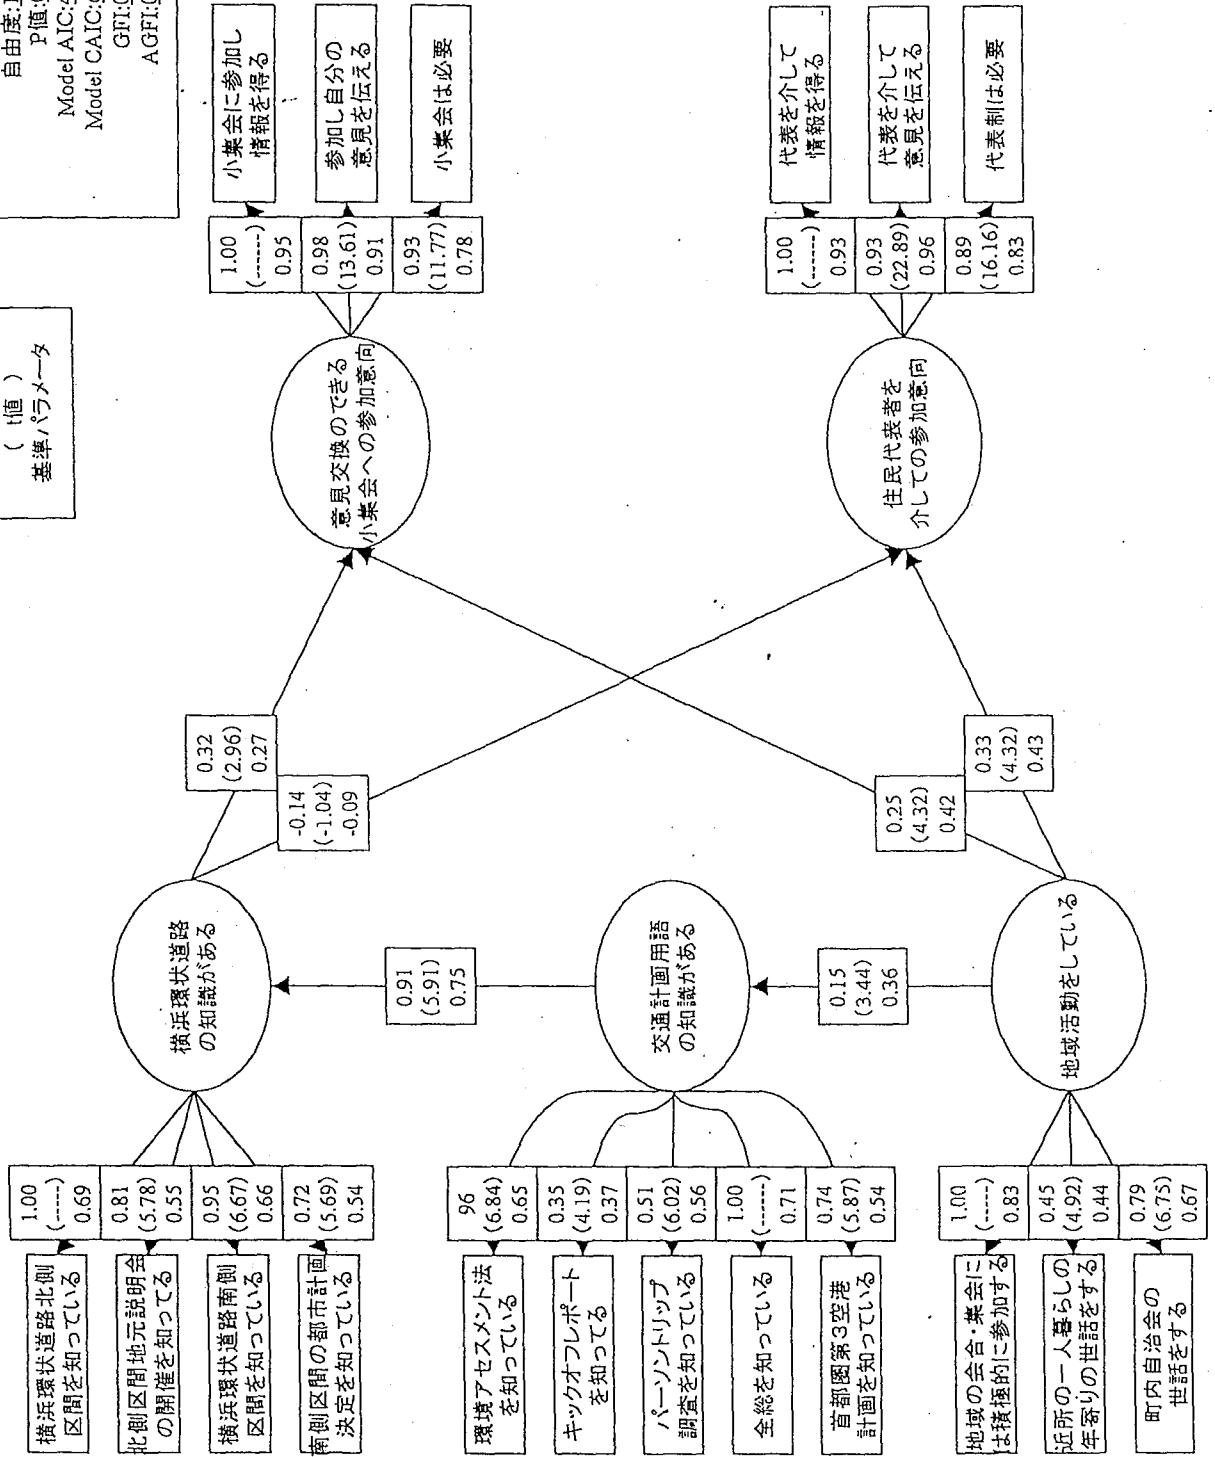 自由度:1
P値:
Model AIC:
Model CAIC:
GFI:0
AGFI:0
( t値 )
基準パラメータ
横浜環状道路北側
区間を知っている
1.00
(-----)
0.69
北側区間地元説明会
の開催を知ってる
0.81
(5.78)
0.55
横浜環状道路南側
区間を知っている
0.95
(6.67)
0.66
南側区間の都市計画
決定を知っている
0.72
(5.69)
0.54
環境アセスメント法
を知っている
96
(6.84)
0.65
キックオフレポート
を知ってる
0.35
(4.19)
0.37
パーソントリップ
調査を知っている
0.51
(6.02)
0.56
全総を知っている
1.00
(------)
0.71
首都圏第3空港
計画を知っている
0.74
(5.87)
0.54
地域の会合・集会に
は積極的に参加する
1.00
(-----)
0.83
近所の一人暮らしの
年寄りの世話をする
0.45
(4.92)
0.44
町内自治会の
世話をする
0.79
(6.75)
0.67
横浜環状道路
の知識がある
0.91
(5.91)
0.75
交通計画用語
の知識がある
0.15
(3.44)
0.36
地域活動をしている
0.32
(2.96)
0.27
-0.14
(-1.04)
-0.09
0.25
(4.32)
0.42
0.33
(4.32)
0.43
意見交換のできる
小集会への参加意向
住民代表者を
介しての参加意向
1.00
(------)
0.95
小集会に参加し
情報を得る
0.98
(13.61)
0.91
参加し自分の
意見を伝える
0.93
(11.77)
0.78
小集会は必要
1.00
(------)
0.93
代表を介して
情報を得る
0.93
(22.89)
0.96
代表を介して
意見を伝える
0.89
(16.16)
0.83
代表制は必要